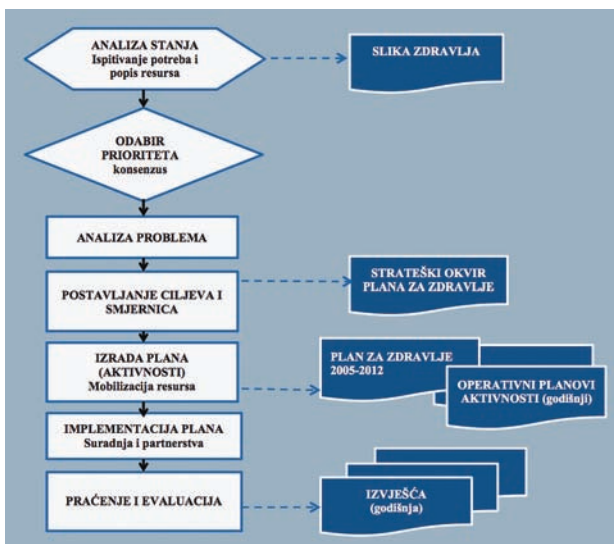 ANALIZA STANJA
Ispitivanje potreba i
popis resursa
SLIKA ZDRAVLJA
ODABIR
PRIORITETA
konsenzus
ANALIZA PROBLEMA
POSTAVLJANJE CILJEVA I
SMJERNICA
STRATEŠKI OKVIR
PLANA ZA ZDRAVLJE
IZRADA PLANA
(AKTIVNOSTI)
Mobilizacija resursa
PLAN ZA ZDRAVLJE
2005-2012
OPERATIVNI PLANOVI
AKTIVNOSTI (godišnji)
IMPLEMENTACIJA PLANA
Suradnja i partnerstva
PRAĆENJE I EVALUACIJA
IZVJEŠĆA
(godišnja)